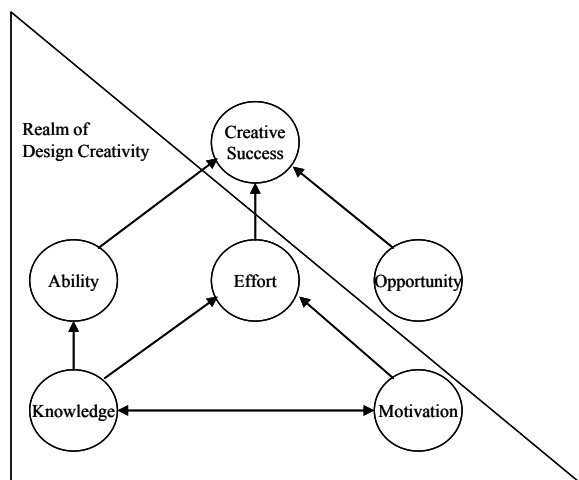 Realm of
Design Creativity
Creative
Success
Ability
Effort
Opportunity
Knowledge
Motivation